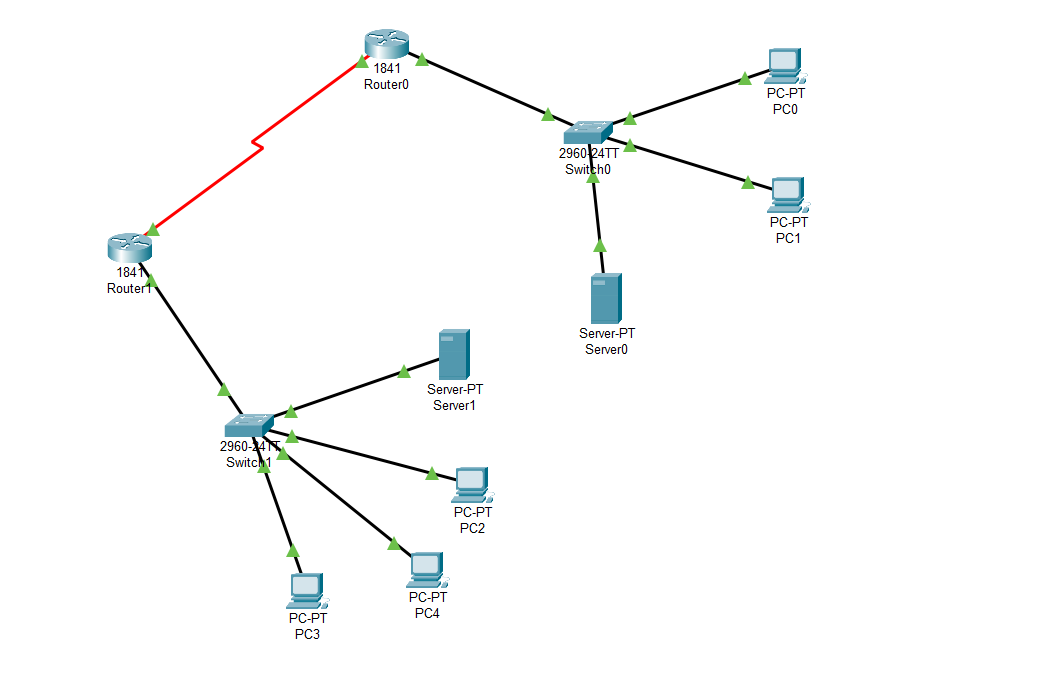 1841
Router0
PC-PT
PC0
2960-24TT
Switch0
PC-PT
PC1
1841
Router1
Server-PT
Server0
Server-PT
Server1
2960-24TT
Switch1
PC-PT
PC2
PC-PT
PC4
PC-PT
PC3